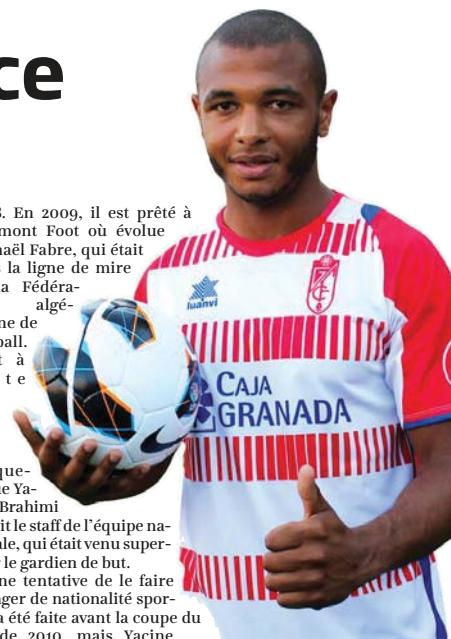 ce
. En 2009, il est prêté à
mont Foot où évolue
haël Fabre, qui était
la ligne de mire
la Fédéra-
algé-
ne de
ball.
t à
t e
que-
ue Ya-
Brahimi
it le staff de l'équipe na-
ale, qui était venu super-
r le gardien de but.
ne tentative de le faire
nger de nationalité spor-
a été faite avant la coupe du
de 2010, mais Yacine
luanvi
CAJA
GRANADA